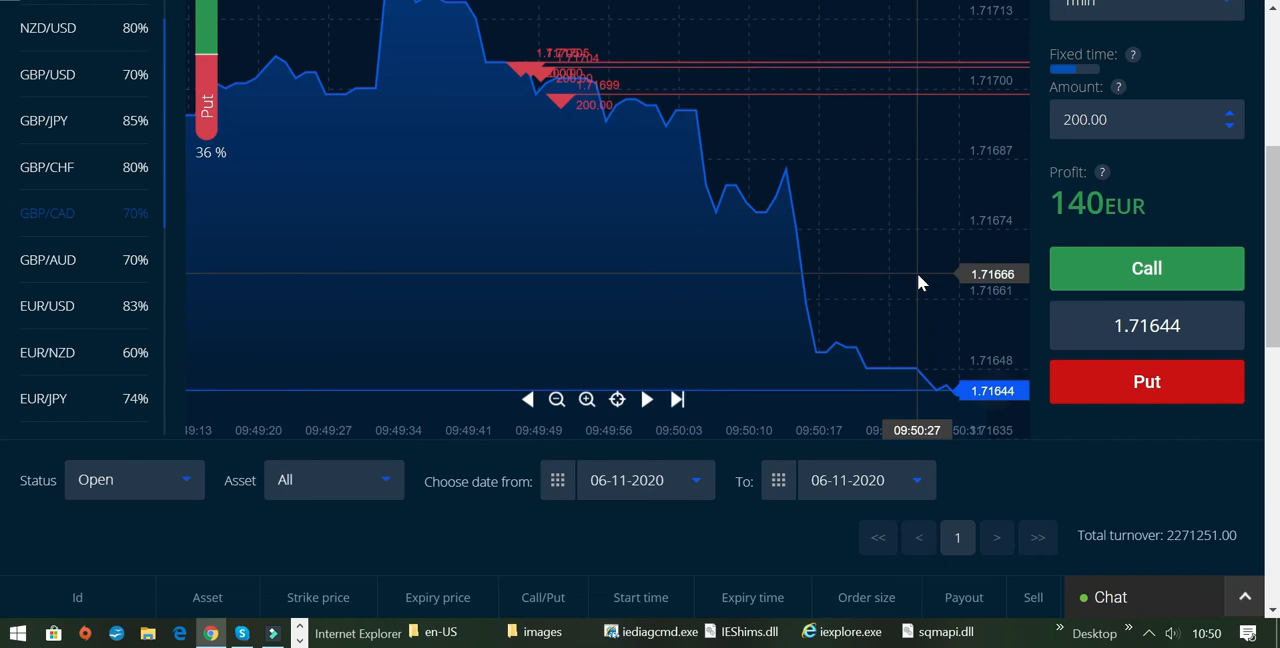 NZD/USD 80%
GBP/USD 70%
GBP/JPY 85%
GBP/CHF 80%
GBP/CAD 70%
GBP/AUD 70%
EUR/USD 83%
EUR/NZD 60%
EUR/JPY 74%
Put
36 %
1.71704
200.0
1.71699
200.00
1.71713
1.71700
1.71687
1.71674
1.71666
1.71661
1.71648
1.71644
1.71635
09:49:20 09:49:27 09:49:34 09:49:41 09:49:49 09:49:56 09:50:03 09:50:10 09:50:17 09:50:27
1min
Fixed time: ?
Amount: ?
200.00
Profit: ?
140EUR
Call
1.71644
Put
Status Open Asset All Choose date from: 06-11-2020 To: 06-11-2020
<< < 1 > >> Total turnover: 2271251.00
Id Asset Strike price Expiry price Call/Put Start time Expiry time Order size Payout Sell
Chat
Internet Explorer en-US images iediagcmd.exe IEShims.dll iexplore.exe sqmapi.dll » Desktop » 10:50